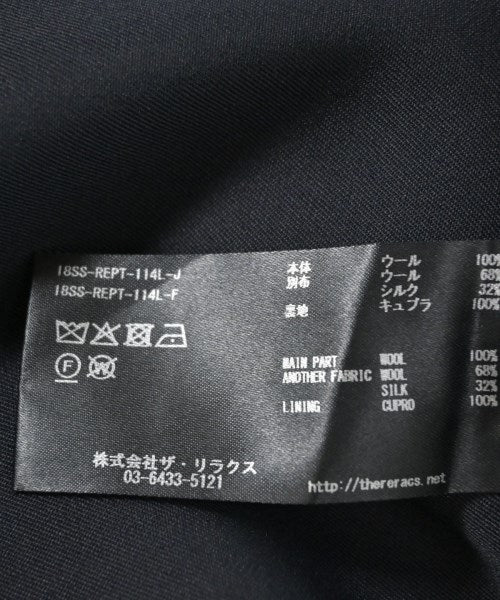 18SS-REPT-114L-J
18SS-REPT-114L-F
本体 ウール 100%
別布 ウール 68%
シルク 32%
裏地 キュプラ 100%
MAIN PART WOOL 100%
ANOTHER FABRIC WOOL 68%
SILK 32%
LINING CUPRO 100%
F W
株式会社ザ・リラクス
03-6433-5121
http://thereracs.net